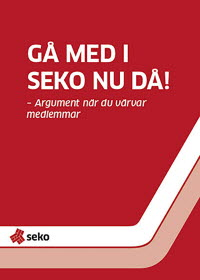 GÅ MED I
SEKO NU DÅ!
– Argument när du värvar
medlemmar
seko